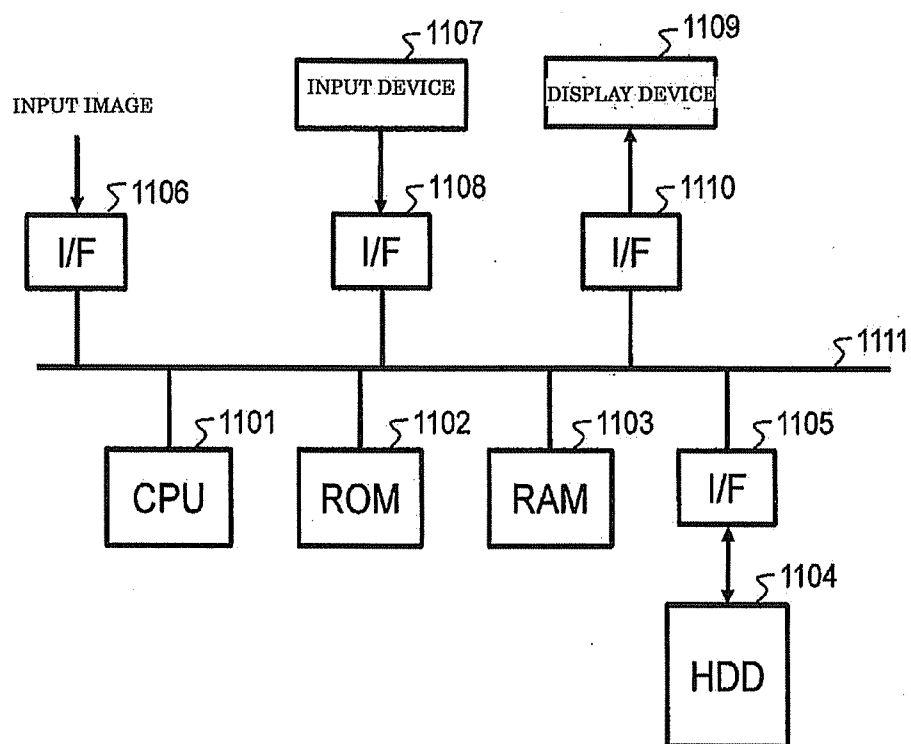 1107
INPUT DEVICE
1109
DISPLAY DEVICE
INPUT IMAGE
1106
I/F
1108
I/F
1110
I/F
1111
1101
CPU
1102
ROM
1103
RAM
1105
I/F
1104
HDD